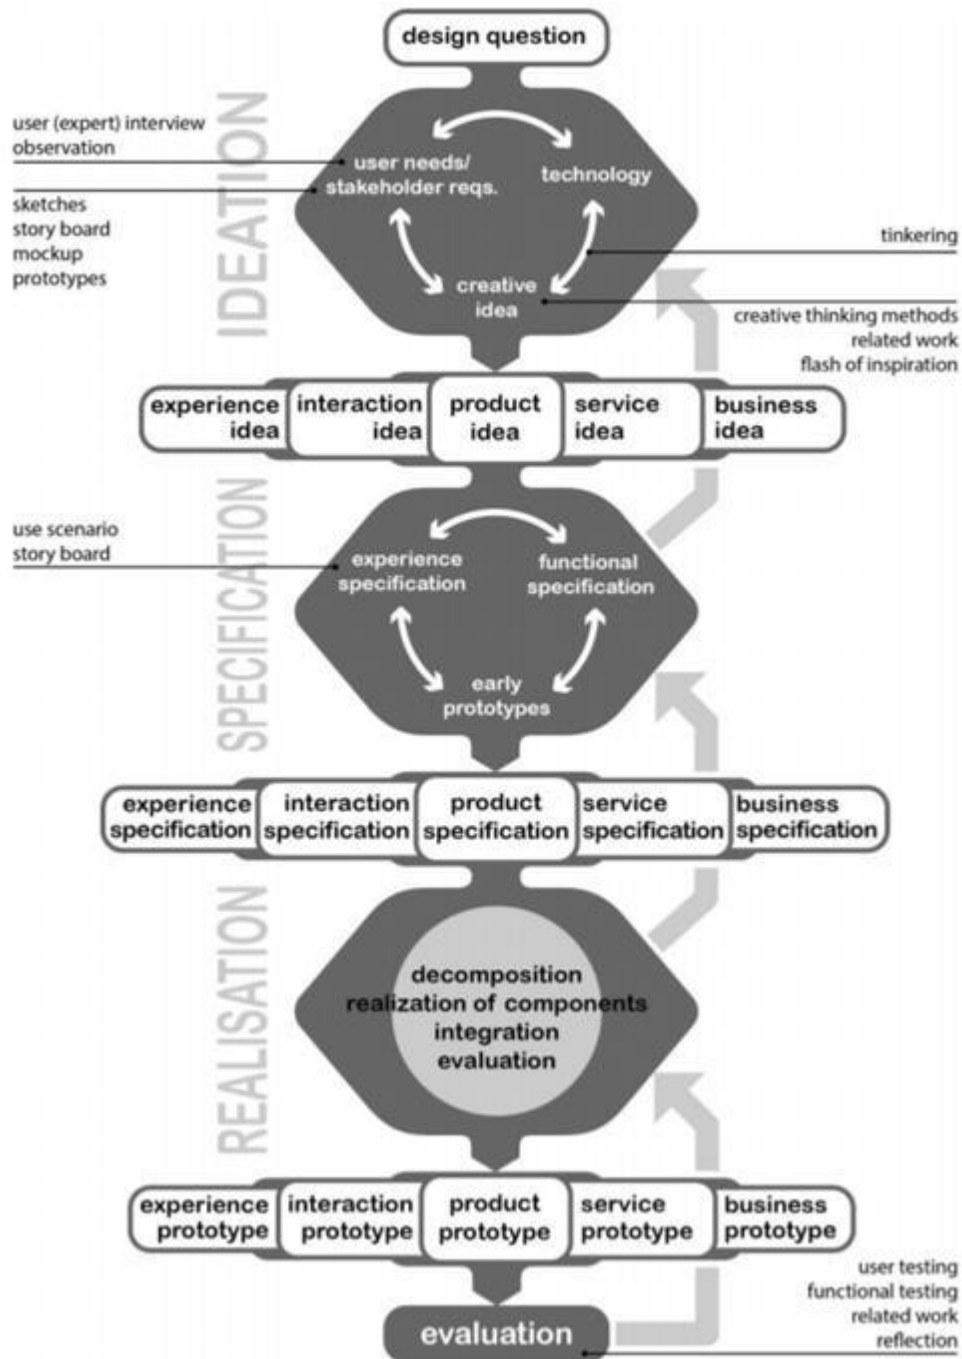 design question
IDEATION
user (expert) interview
observation
user needs/
stakeholder reqs.
technology
sketches
story board
mockup
prototypes
tinkering
creative
idea
creative thinking methods
related work
flash of inspiration
experience
idea
interaction
idea
product
idea
service
idea
business
idea
SPECIFICATION
use scenario
story board
experience
specification
functional
specification
early
prototypes
experience
specification
interaction
specification
product
specification
service
specification
business
specification
REALISATION
decomposition
realization of components
integration
evaluation
experience
prototype
interaction
prototype
product
prototype
service
prototype
business
prototype
evaluation
user testing
functional testing
related work
reflection